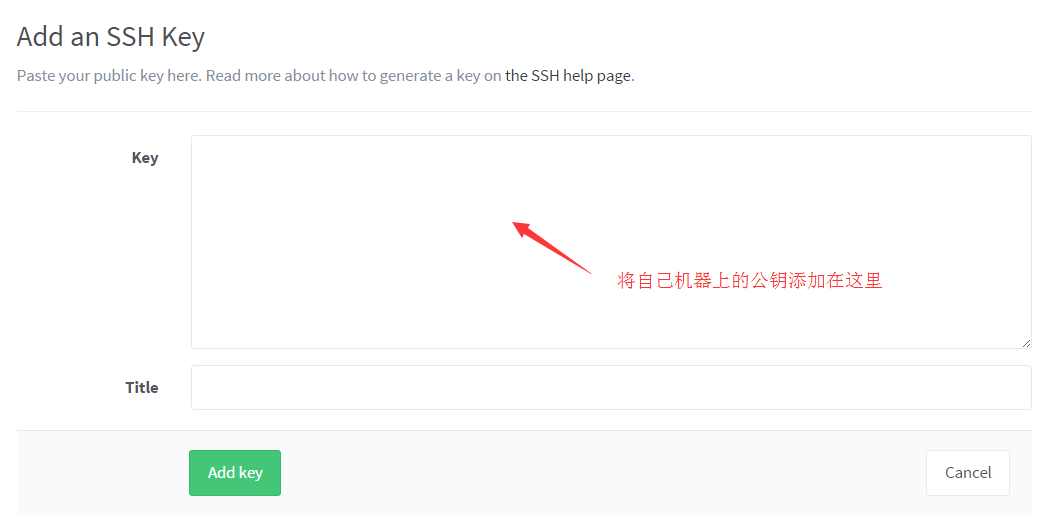 Add an SSH Key
Paste your public key here. Read more about how to generate a key on the SSH help page.
Key
将自己机器上的公钥添加在这里
Title
Add key
Cancel